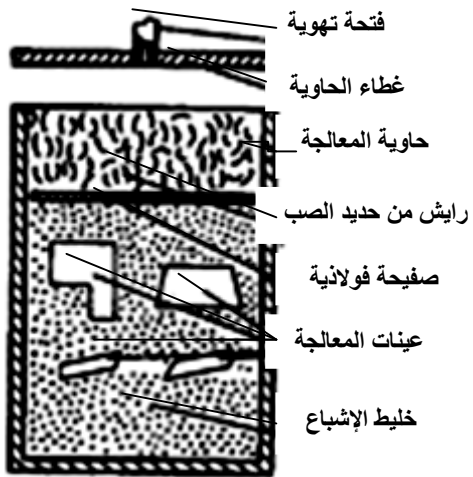 فتحة تهوية
غطاء الحاوية
حاوية المعالجة
رايش من حديد الصب
صفيحة فولاذية
عينات المعالجة
خليط الإشباع